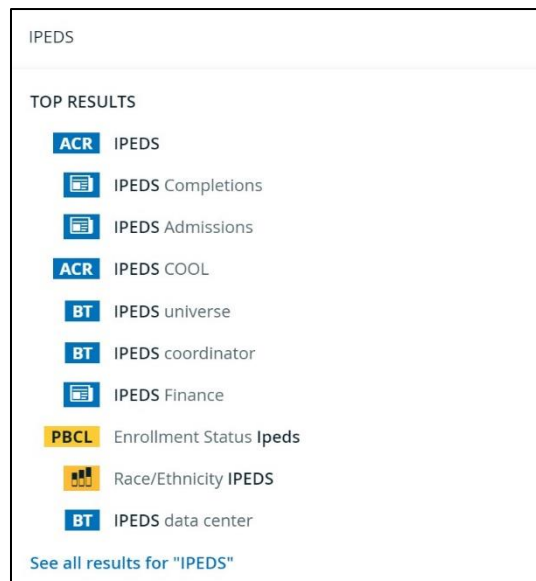 IPEDS
TOP RESULTS
ACR IPEDS
IPEDS Completions
IPEDS Admissions
ACR IPEDS COOL
BT IPEDS universe
BT IPEDS coordinator
IPEDS Finance
PBCL Enrollment Status Ipeds
Race/Ethnicity IPEDS
BT IPEDS data center
See all results for "IPEDS"